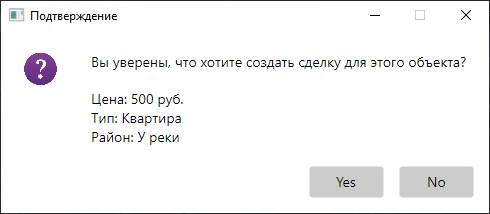 Подтверждение
Вы уверены, что хотите создать сделку для этого объекта?
Цена: 500 руб.
Тип: Квартира
Район: У реки
Yes
No